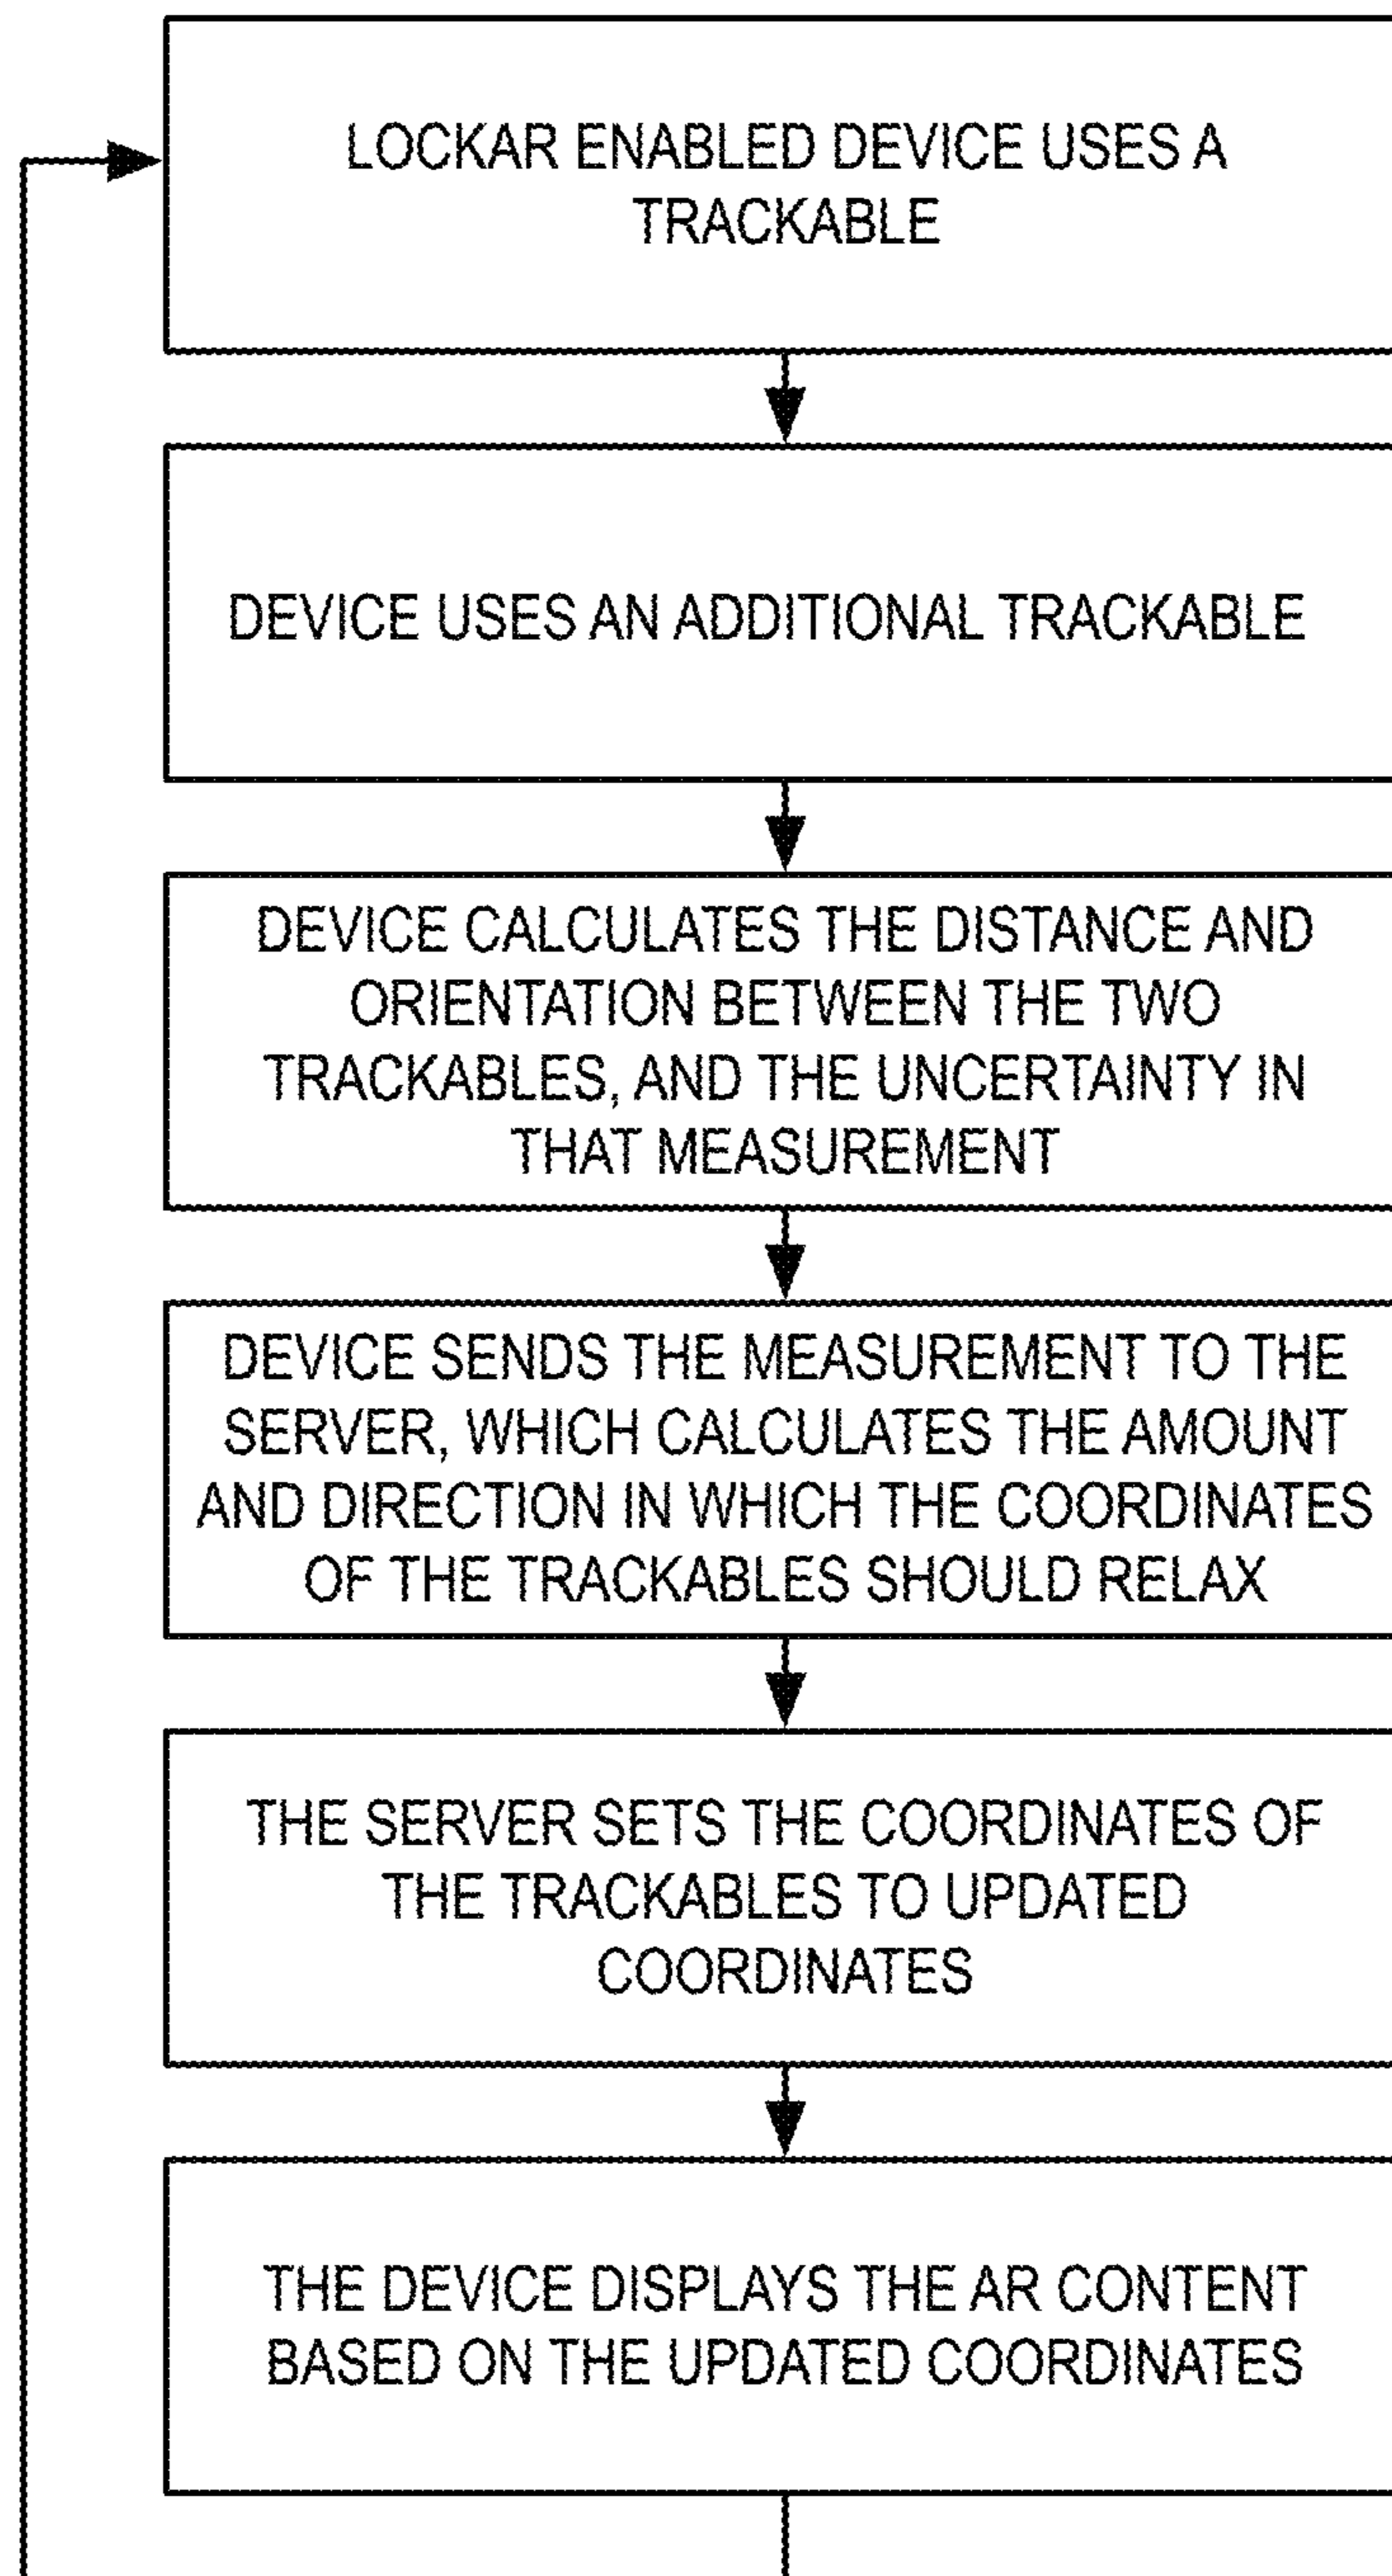 LOCKAR ENABLED DEVICE USES A
TRACKABLE
DEVICE USES AN ADDITIONAL TRACKABLE
DEVICE CALCULATES THE DISTANCE AND
ORIENTATION BETWEEN THE TWO
TRACKABLES, AND THE UNCERTAINTY IN
THAT MEASUREMENT
DEVICE SENDS THE MEASUREMENT TO THE
SERVER, WHICH CALCULATES THE AMOUNT
AND DIRECTION IN WHICH THE COORDINATES
OF THE TRACKABLES SHOULD RELAX
THE SERVER SETS THE COORDINATES OF
THE TRACKABLES TO UPDATED
COORDINATES
THE DEVICE DISPLAYS THE AR CONTENT
BASED ON THE UPDATED COORDINATES